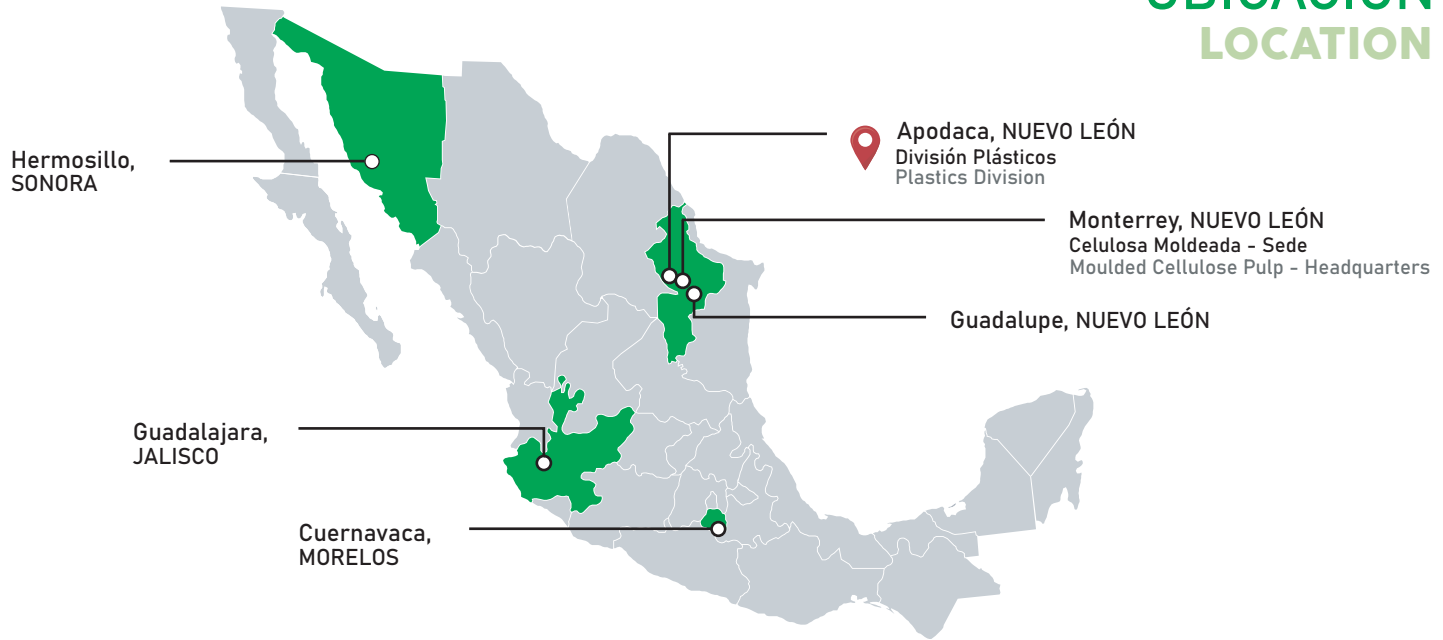 UBICACIÓN
LOCATION
Apodaca, NUEVO LEÓN
División Plásticos
Plastics Division
Hermosillo,
SONORA
Monterrey, NUEVO LEÓN
Celulosa Moldeada - Sede
Moulded Cellulose Pulp - Headquarters
Guadalupe, NUEVO LEÓN
Guadalajara,
JALISCO
Cuernavaca,
MORELOS